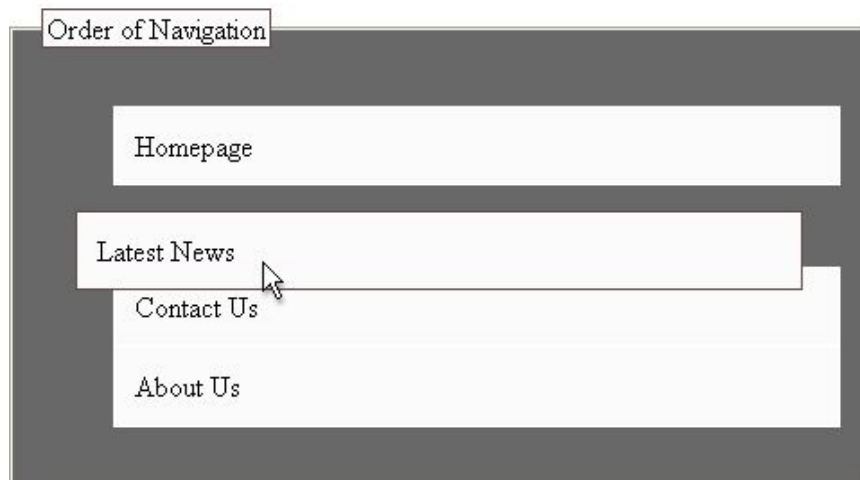 Order of Navigation
Homepage
Latest News
Contact Us
About Us